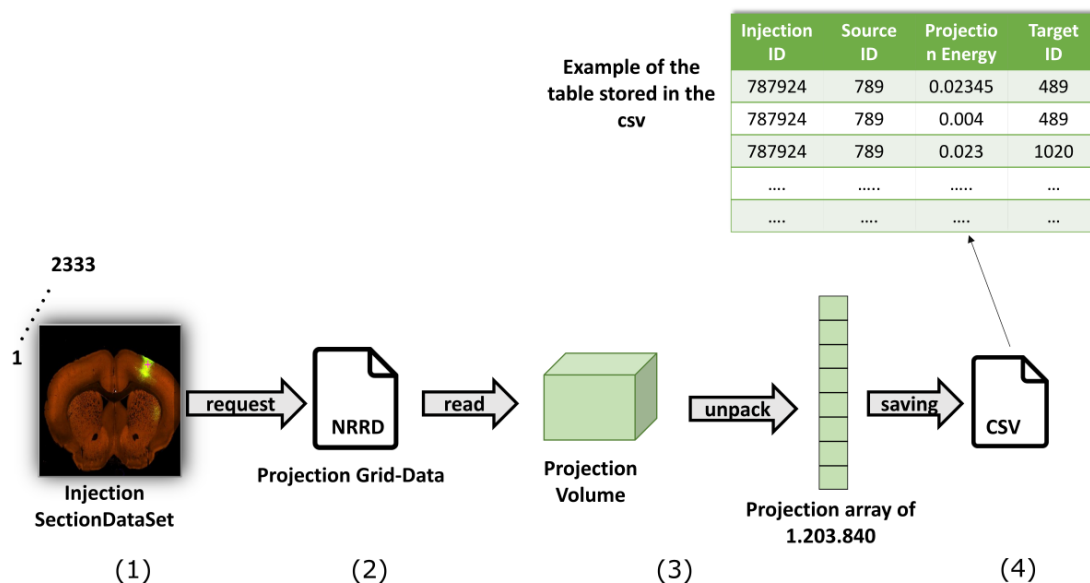 Example of the
table stored in the
csv
Injection ID Source ID Projectio n Energy Target ID
787924 789 0.02345 489
787924 789 0.004 489
787924 789 0.023 1020
.... ..... ..... ...
.... .... .... ...
2333
1
request
NRRD
read
unpack
saving
CSV
Injection
SectionDataSet
Projection Grid-Data
Projection
Volume
Projection array of
1.203.840
(1) (2) (3) (4)